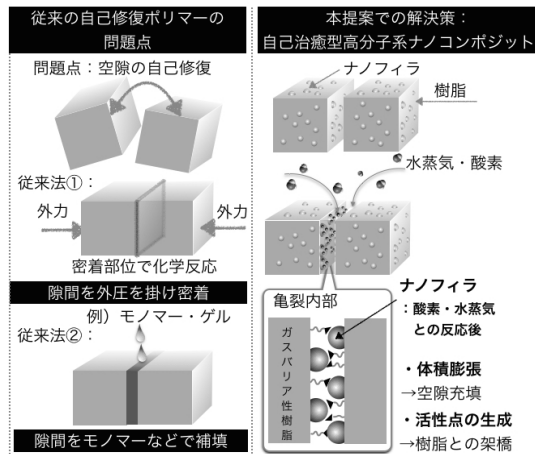 従来の自己修復ポリマーの
問題点
問題点：空隙の自己修復
従来法①：
外力
外力
密着部位で化学反応
隙間を外圧を掛け密着
例）モノマー・ゲル
従来法②：
隙間をモノマーなどで補填
本提案での解決策：
自己治癒型高分子系ナノコンポジット
ナノフィラ
樹脂
水蒸気・酸素
亀裂内部
ガスバリア性樹脂
ナノフィラ
：酸素・水蒸気
との反応後
・体積膨張
→空隙充填
・活性点の生成
→樹脂との架橋